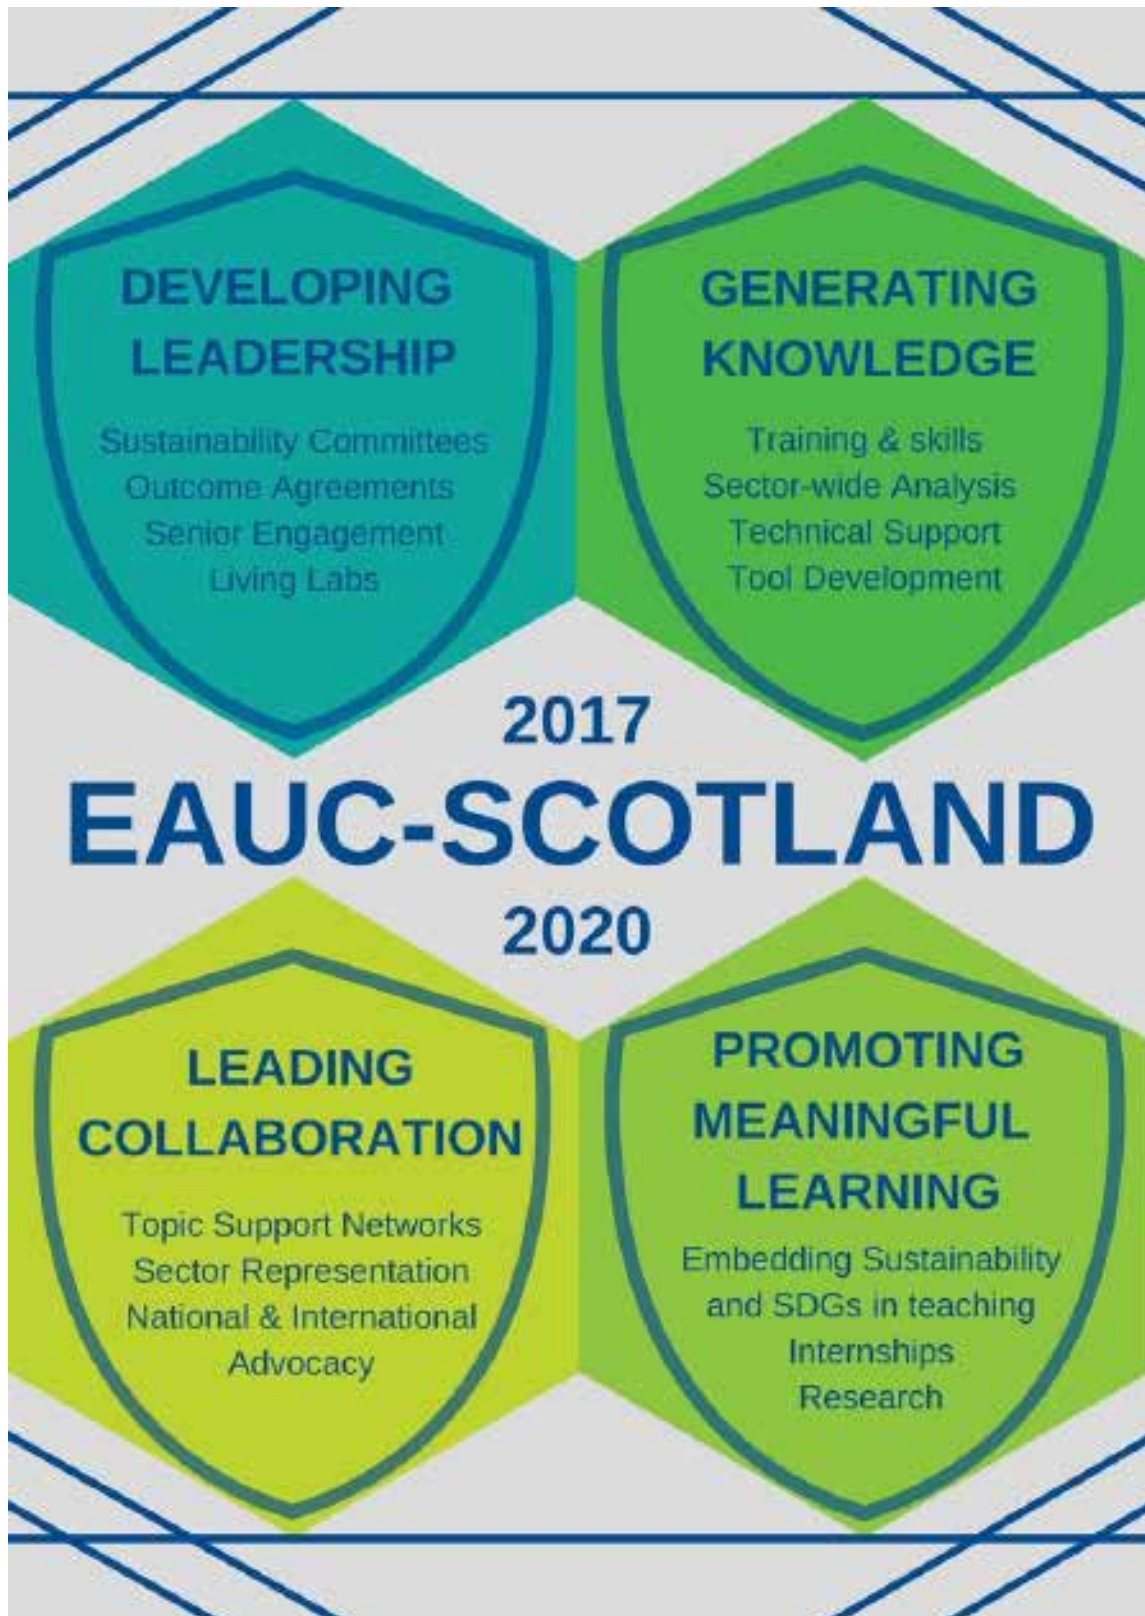 DEVELOPING
LEADERSHIP
Sustainability Committees
Outcome Agreements
Senior Engagement
Living Labs
GENERATING
KNOWLEDGE
Training & skills
Sector-wide Analysis
Technical Support
Tool Development
2017
EAUC-SCOTLAND
2020
LEADING
COLLABORATION
Topic Support Networks
Sector Representation
National & International
Advocacy
PROMOTING
MEANINGFUL
LEARNING
Embedding Sustainability
and SDGs in teaching
Internships
Research